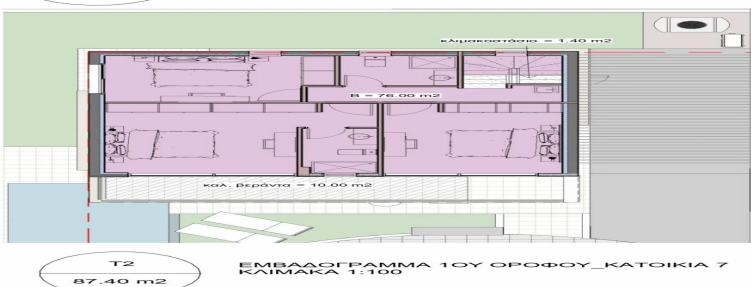 κλιμακοστάσιο = 1.40 m2
B = 76.00 m2
καλ. βεράντα = 10.00 m2
T2
87.40 m2
ΕΜΒΑΔΟΓΡΑΜΜΑ 1ΟΥ ΟΡΟΦΟΥ_ΚΑΤΟΙΚΙΑ 7
ΚΛΙΜΑΚΑ 1:100